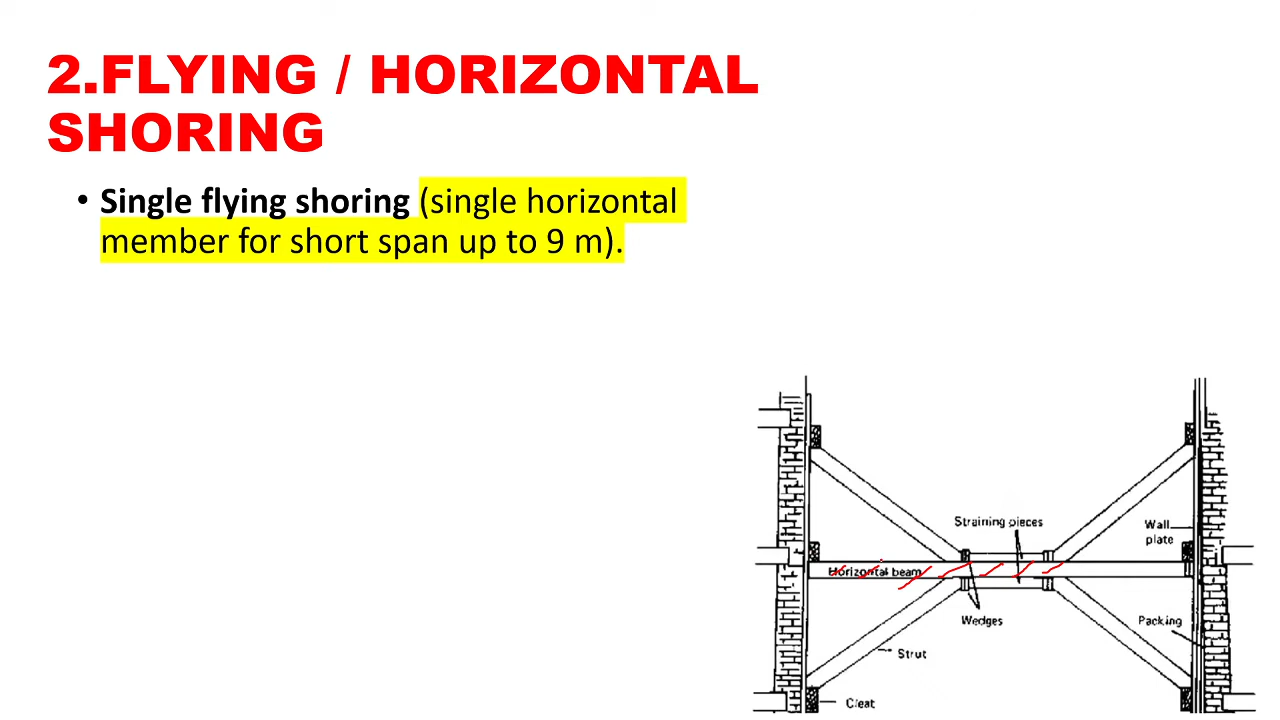 2.FLYING / HORIZONTAL
SHORING
• Single flying shoring (single horizontal
member for short span up to 9 m).
Straining pieces
Wall
plate
Horizontal beam
Wedges
Packing
Strut
Cleat